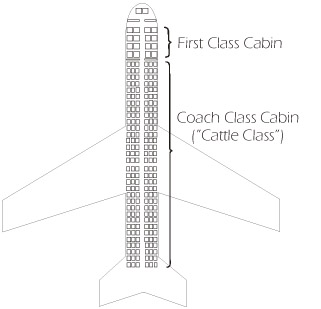 First Class Cabin
Coach Class Cabin
("Cattle Class")